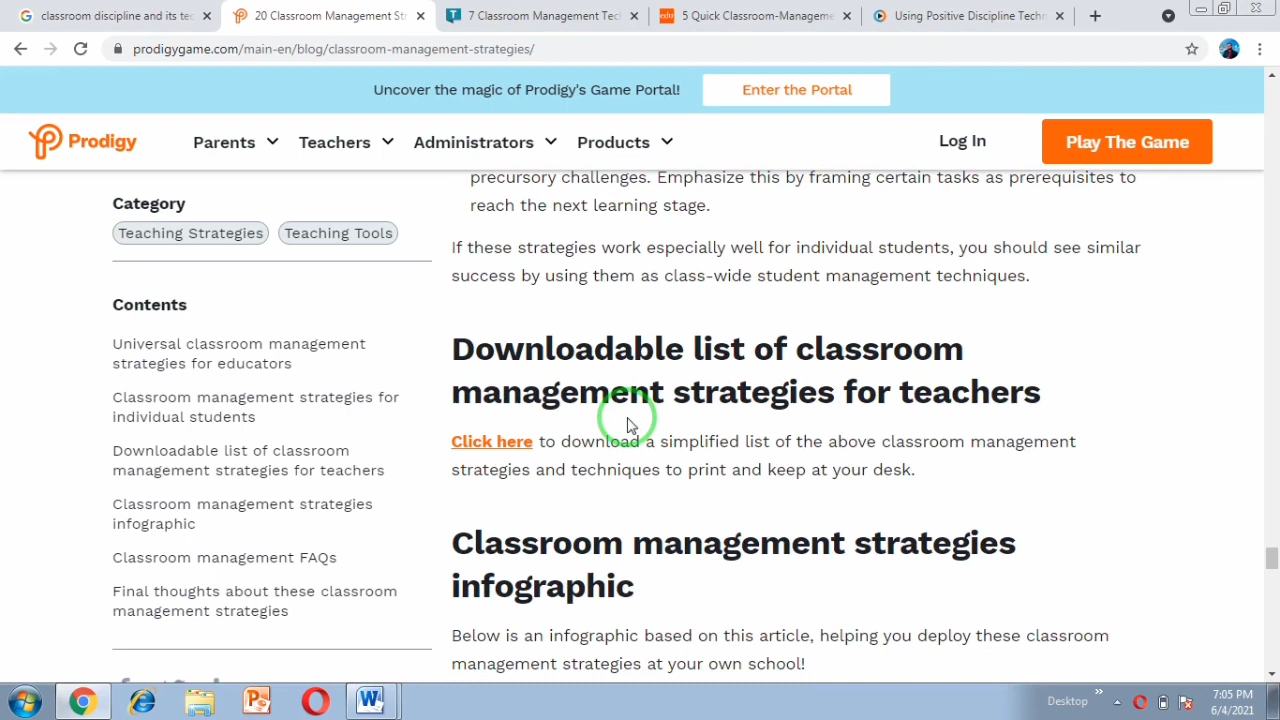 classroom discipline and its te
20 Classroom Management Str
7 Classroom Management Tec
5 Quick Classroom-Manageme
Using Positive Discipline Techn
prodigygame.com/main-en/blog/classroom-management-strategies/
Uncover the magic of Prodigy's Game Portal!
Enter the Portal
Prodigy
Parents
Teachers
Administrators
Products
Log In
Play The Game
precursory challenges. Emphasize this by framing certain tasks as prerequisites to
reach the next learning stage.
If these strategies work especially well for individual students, you should see similar
success by using them as class-wide student management techniques.
Downloadable list of classroom
management strategies for teachers
Click here to download a simplified list of the above classroom management
strategies and techniques to print and keep at your desk.
Classroom management strategies
infographic
Below is an infographic based on this article, helping you deploy these classroom
management strategies at your own school!
Category
Teaching Strategies
Teaching Tools
Contents
Universal classroom management
strategies for educators
Classroom management strategies for
individual students
Downloadable list of classroom
management strategies for teachers
Classroom management strategies
infographic
Classroom management FAQs
Final thoughts about these classroom
management strategies
Desktop
7:05 PM
6/4/2021